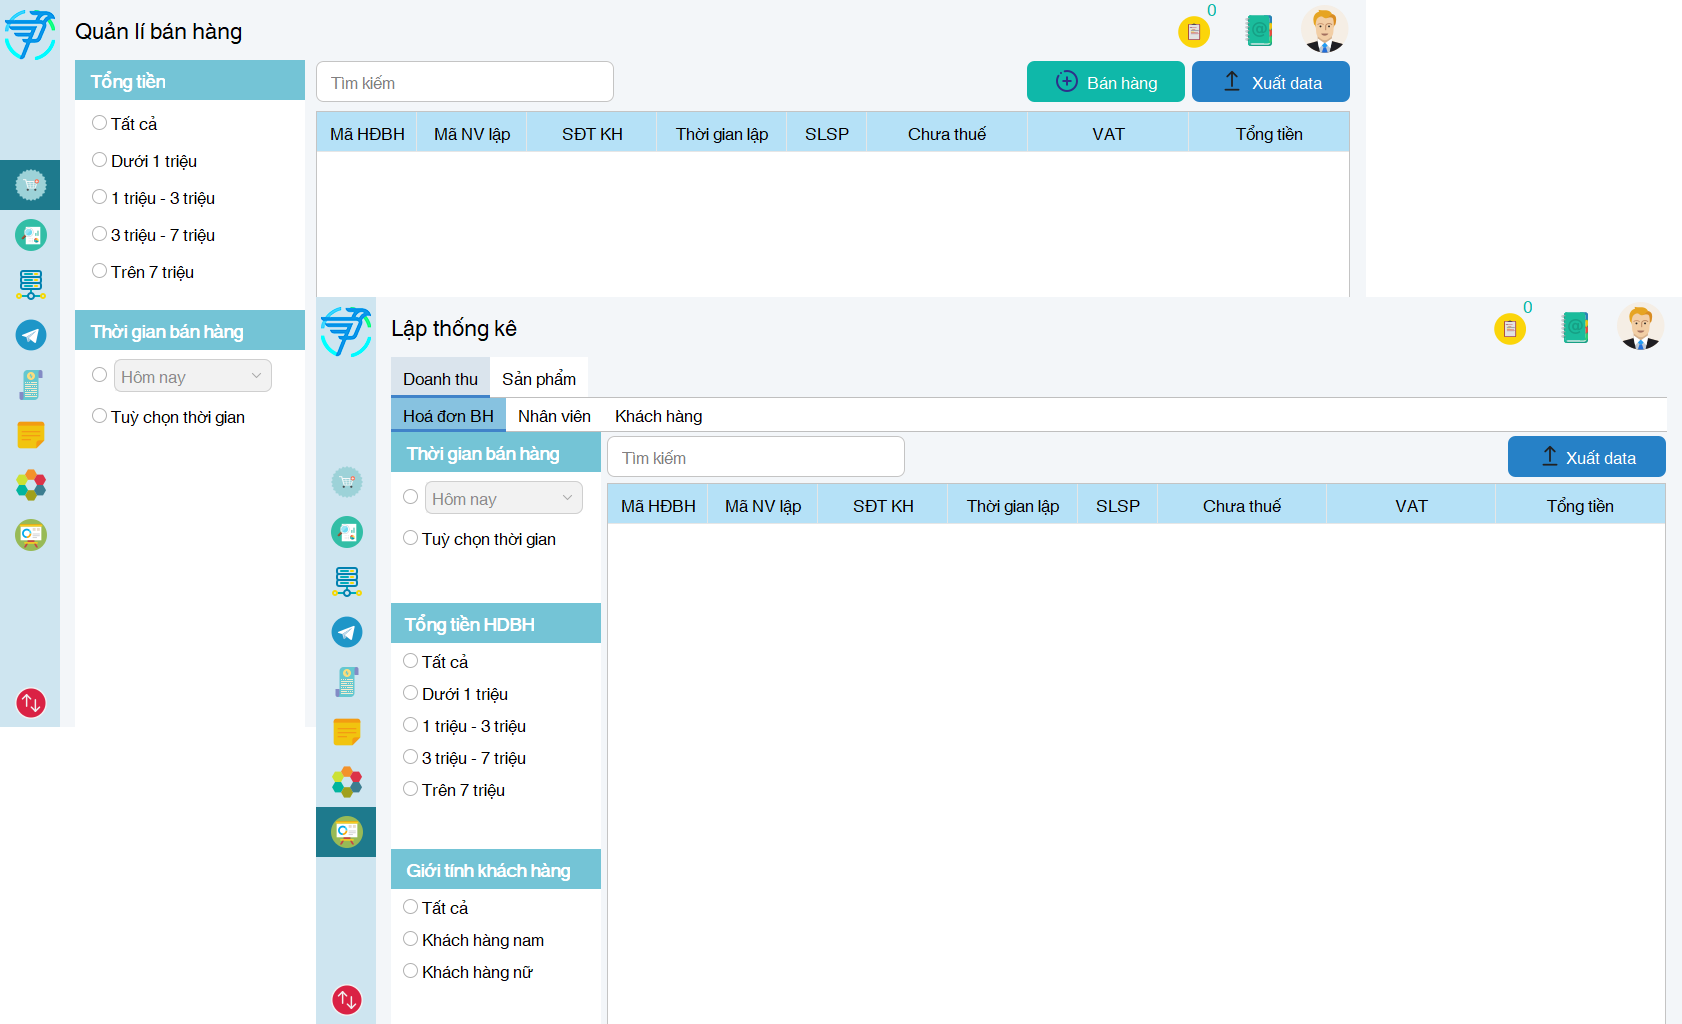 Quản lí bán hàng
0
Tổng tiền
Tìm kiếm
Bán hàng
Xuất data
Tất cả
Dưới 1 triệu
1 triệu - 3 triệu
3 triệu - 7 triệu
Trên 7 triệu
Mã HĐBH Mã NV lập SĐT KH Thời gian lập SLSP Chưa thuế VAT Tổng tiền
Thời gian bán hàng
Hôm nay
Tuỳ chọn thời gian
Lập thống kê
0
Doanh thu Sản phẩm
Hoá đơn BH Nhân viên Khách hàng
Thời gian bán hàng
Tìm kiếm
Xuất data
Hôm nay
Tuỳ chọn thời gian
Mã HĐBH Mã NV lập SĐT KH Thời gian lập SLSP Chưa thuế VAT Tổng tiền
Tổng tiền HDBH
Tất cả
Dưới 1 triệu
1 triệu - 3 triệu
3 triệu - 7 triệu
Trên 7 triệu
Giới tính khách hàng
Tất cả
Khách hàng nam
Khách hàng nữ